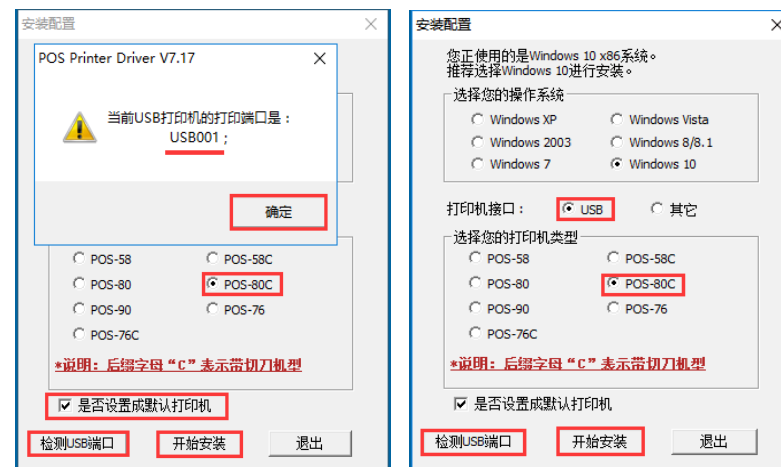 安装配置
POS Printer Driver V7.17
当前USB打印机的打印端口是：
USB001；
确定
POS-58 POS-58C
POS-80 POS-80C
POS-90 POS-76
POS-76C
*说明：后缀字母“C”表示带切刀机型
是否设置成默认打印机
检测USB端口 开始安装 退出
安装配置
您正使用的是Windows 10 x86系统。
推荐选择Windows 10进行安装。
选择您的操作系统
Windows XP Windows Vista
Windows 2003 Windows 8/8.1
Windows 7 Windows 10
打印机接口： USB 其它
选择您的打印机类型
POS-58 POS-58C
POS-80 POS-80C
POS-90 POS-76
POS-76C
*说明：后缀字母“C”表示带切刀机型
是否设置成默认打印机
检测USB端口 开始安装 退出